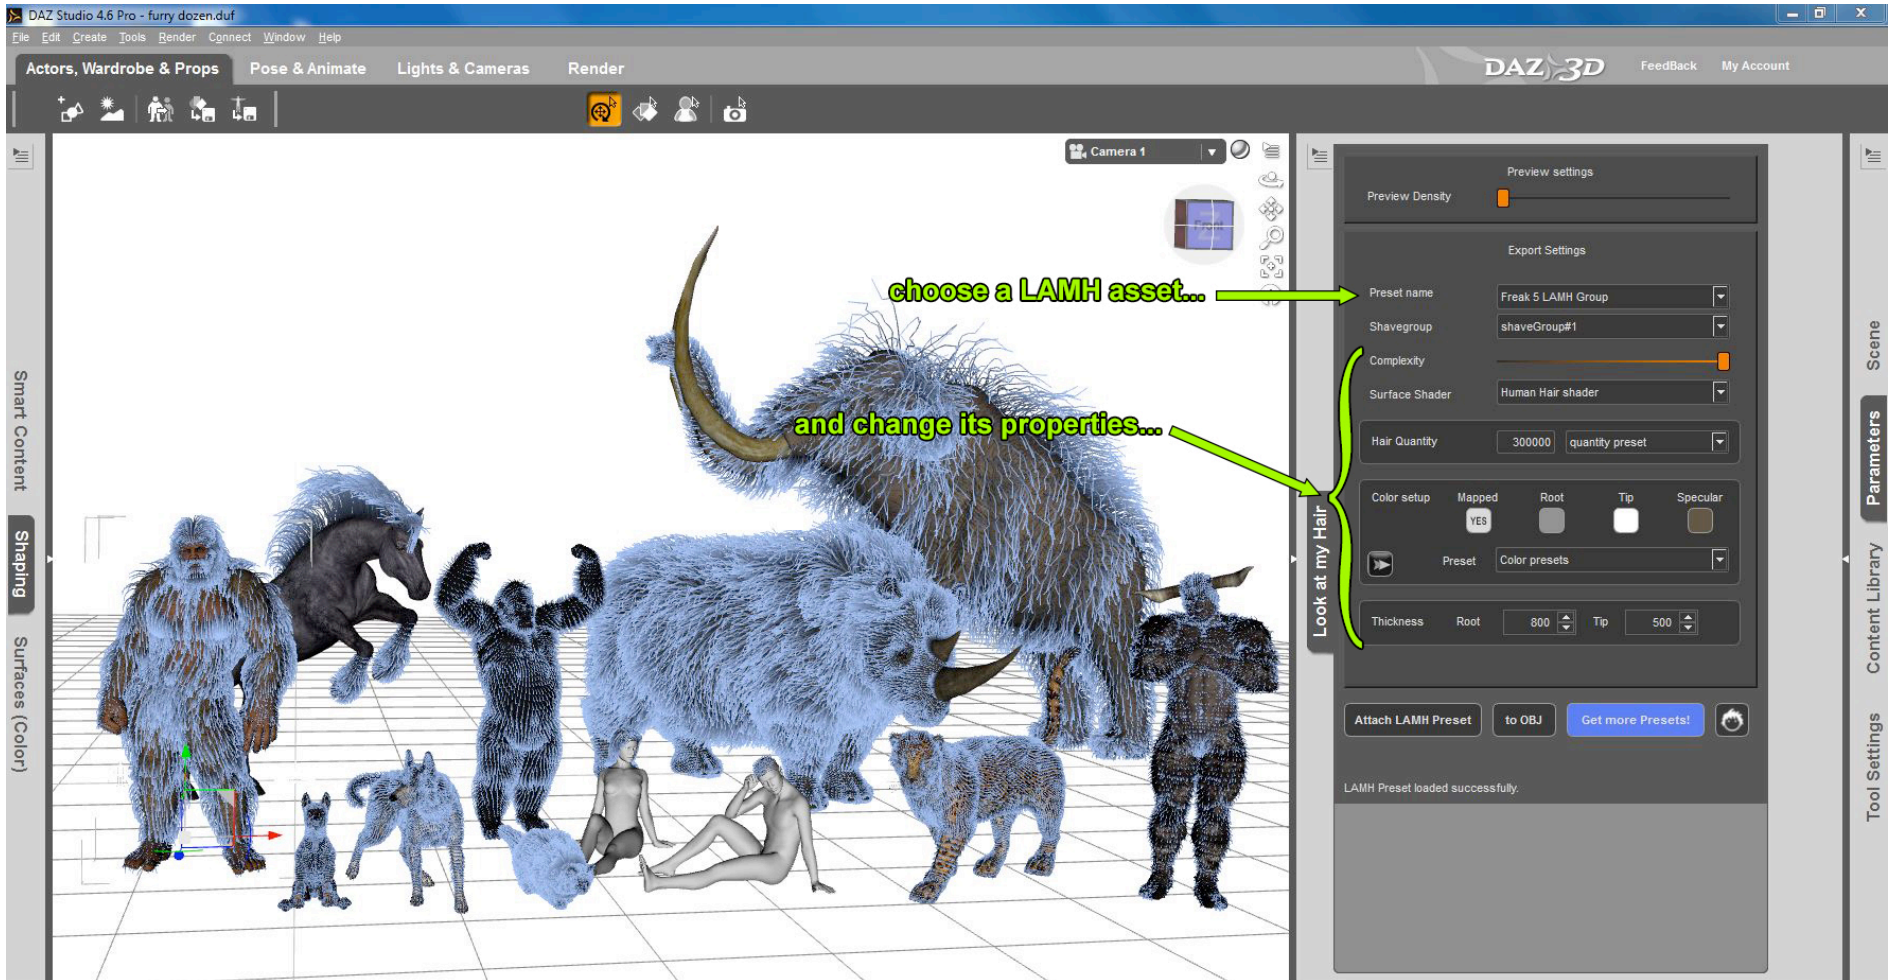 DAZ Studio 4.6 Pro - furry dozen.duf
File Edit Create Tools Render Connect Window Help
Actors, Wardrobe & Props Pose & Animate Lights & Cameras Render
DAZ 3D FeedBack My Account
Camera 1
Front
Z
Smart Content
Shaping
Surfaces (Color)
choose a LAMH asset...
and change its properties...
Look at my Hair
Preview settings
Preview Density
Export Settings
Preset name Freak 5 LAMH Group
Shavegroup shaveGroup#1
Complexity
Surface Shader Human Hair shader
Hair Quantity 300000 quantity preset
Color setup Mapped Root Tip Specular
YES
Preset Color presets
Thickness Root 800 Tip 500
Attach LAMH Preset to OBJ Get more Presets!
LAMH Preset loaded successfully.
Scene
Parameters
Content Library
Tool Settings